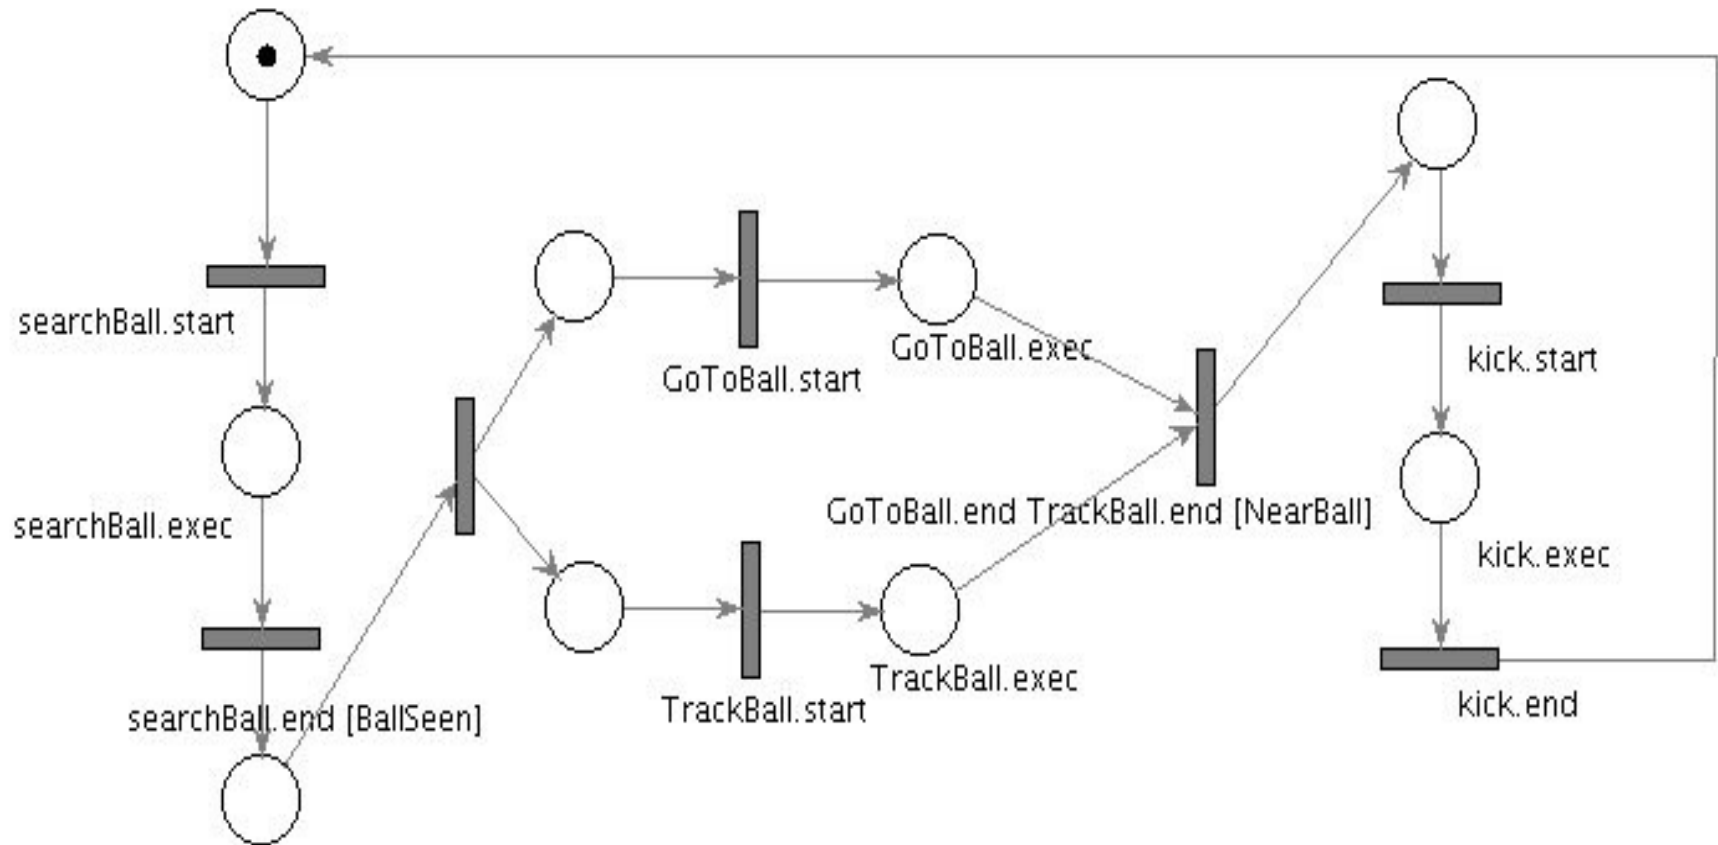 searchBall.start
searchBall.exec
searchBall.end [BallSeen]
GoToBall.start
GoToBall.exec
TrackBall.start
TrackBall.exec
GoToBall.end TrackBall.end [NearBall]
kick.start
kick.exec
kick.end